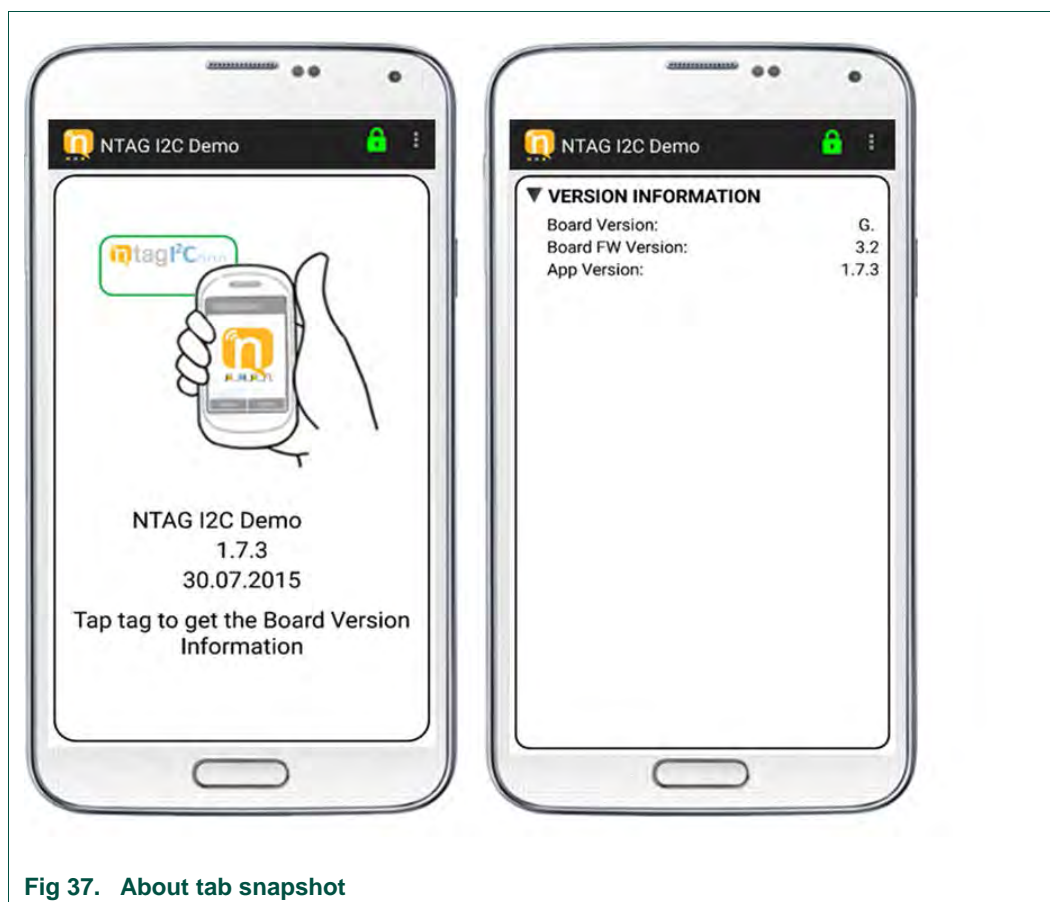 NTAG I2C Demo
ntag I²C
NTAG I2C Demo
1.7.3
30.07.2015
Tap tag to get the Board Version
Information
NTAG I2C Demo
▼ VERSION INFORMATION
Board Version: G.
Board FW Version: 3.2
App Version: 1.7.3
Fig 37. About tab snapshot